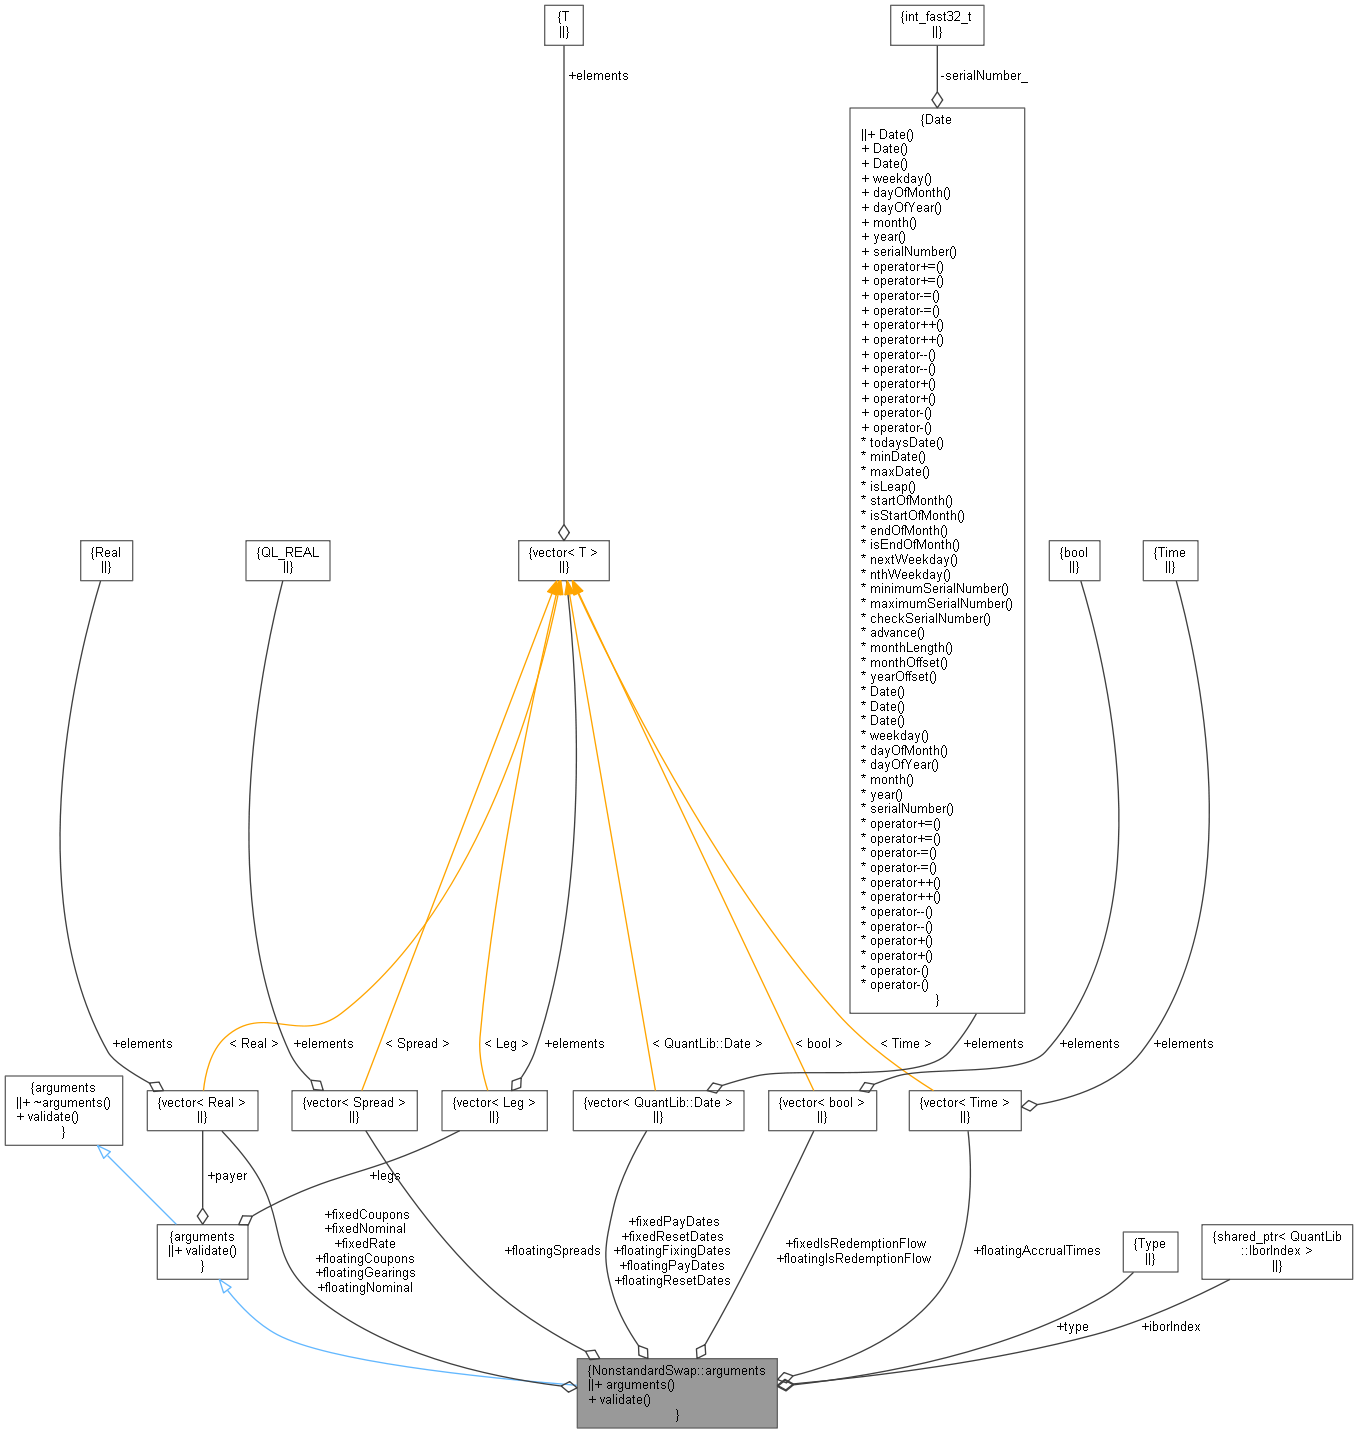 {T
||}
{int_fast32_t
||}
+elements
-serialNumber_
{Date
||+ Date()
+ Date()
+ Date()
+ weekday()
+ dayOfMonth()
+ dayOfYear()
+ month()
+ year()
+ serialNumber()
+ operator+=()
+ operator+=()
+ operator-=()
+ operator-=()
+ operator++()
+ operator++()
+ operator--()
+ operator--()
+ operator+()
+ operator+()
+ operator-()
+ operator-()
* todaysDate()
* minDate()
* maxDate()
* isLeap()
* startOfMonth()
* isStartOfMonth()
* endOfMonth()
* isEndOfMonth()
* nextWeekday()
* nthWeekday()
* minimumSerialNumber()
* maximumSerialNumber()
* checkSerialNumber()
* advance()
* monthLength()
* monthOffset()
* yearOffset()
* Date()
* Date()
* Date()
* weekday()
* dayOfMonth()
* dayOfYear()
* month()
* year()
* serialNumber()
* operator+=()
* operator+=()
* operator-=()
* operator-=()
* operator++()
* operator++()
* operator--()
* operator--()
* operator+()
* operator+()
* operator-()
* operator-()
}
{Real
||}
{QL_REAL
||}
{vector< T >
||}
{bool
||}
{Time
||}
+elements
< Real >
+elements
< Spread >
< Leg >
+elements
< QuantLib::Date >
< bool >
< Time >
+elements
+elements
+elements
{arguments
||+ ~arguments()
+ validate()
}
{vector< Real >
||}
{vector< Spread >
||}
{vector< Leg >
||}
{vector< QuantLib::Date >
||}
{vector< bool >
||}
{vector< Time >
||}
+payer
+legs
{arguments
||+ validate()
}
+fixedCoupons
+fixedNominal
+fixedRate
+floatingCoupons
+floatingGearings
+floatingNominal
+floatingSpreads
+fixedPayDates
+fixedResetDates
+floatingFixingDates
+floatingPayDates
+floatingResetDates
+fixedIsRedemptionFlow
+floatingIsRedemptionFlow
+floatingAccrualTimes
{Type
||}
{shared_ptr< QuantLib
::IborIndex >
||}
+type
+iborIndex
{NonstandardSwap::arguments
||+ arguments()
+ validate()
}